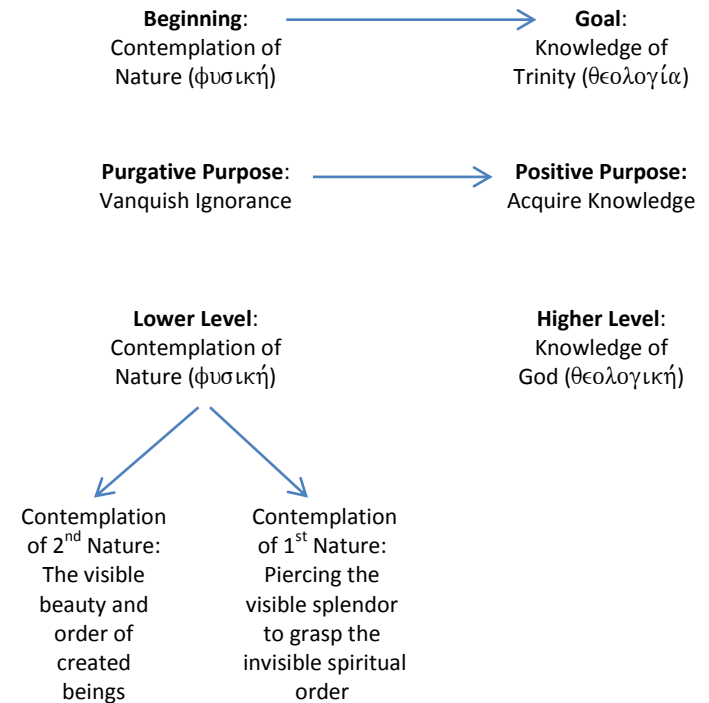 Beginning:
Contemplation of
Nature (φυσική)
Goal:
Knowledge of
Trinity (θεολογία)
Purgative Purpose:
Vanquish Ignorance
Positive Purpose:
Acquire Knowledge
Lower Level:
Contemplation of
Nature (φυσική)
Higher Level:
Knowledge of
God (θεολογική)
Contemplation
of 2nd Nature:
The visible
beauty and
order of
created
beings
Contemplation
of 1st Nature:
Piercing the
visible splendor
to grasp the
invisible spiritual
order